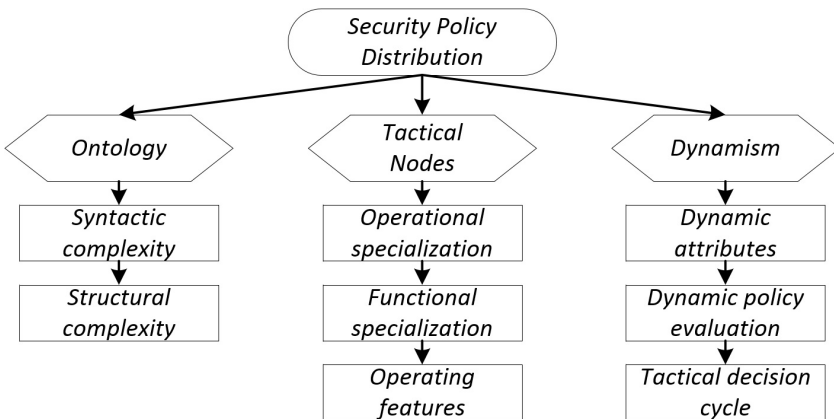 Security Policy
Distribution
Ontology
Tactical
Nodes
Dynamism
Syntactic
complexity
Operational
specialization
Dynamic
attributes
Structural
complexity
Functional
specialization
Dynamic policy
evaluation
Operating
features
Tactical decision
cycle